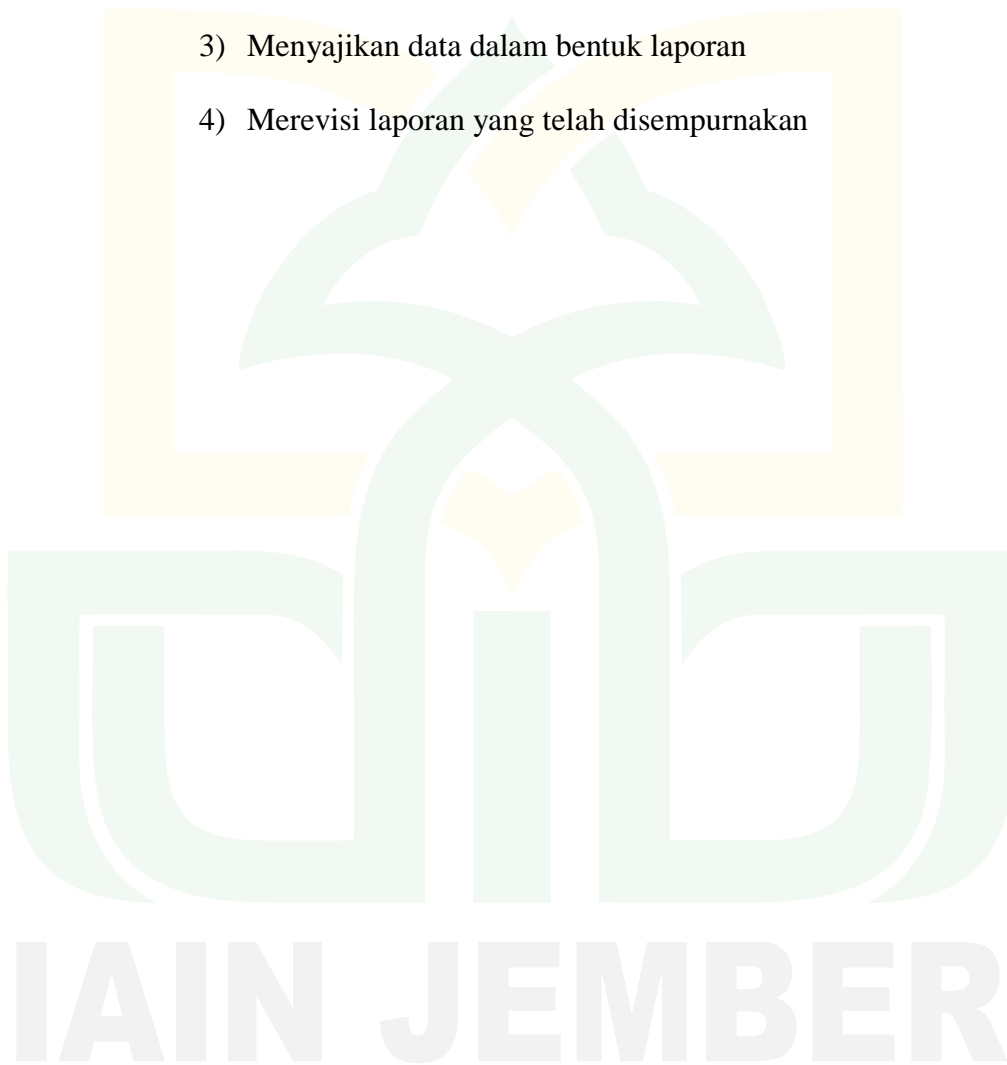 3) Menyajikan data dalam bentuk laporan
4) Merevisi laporan yang telah disempurnakan
IAIN JEMBER